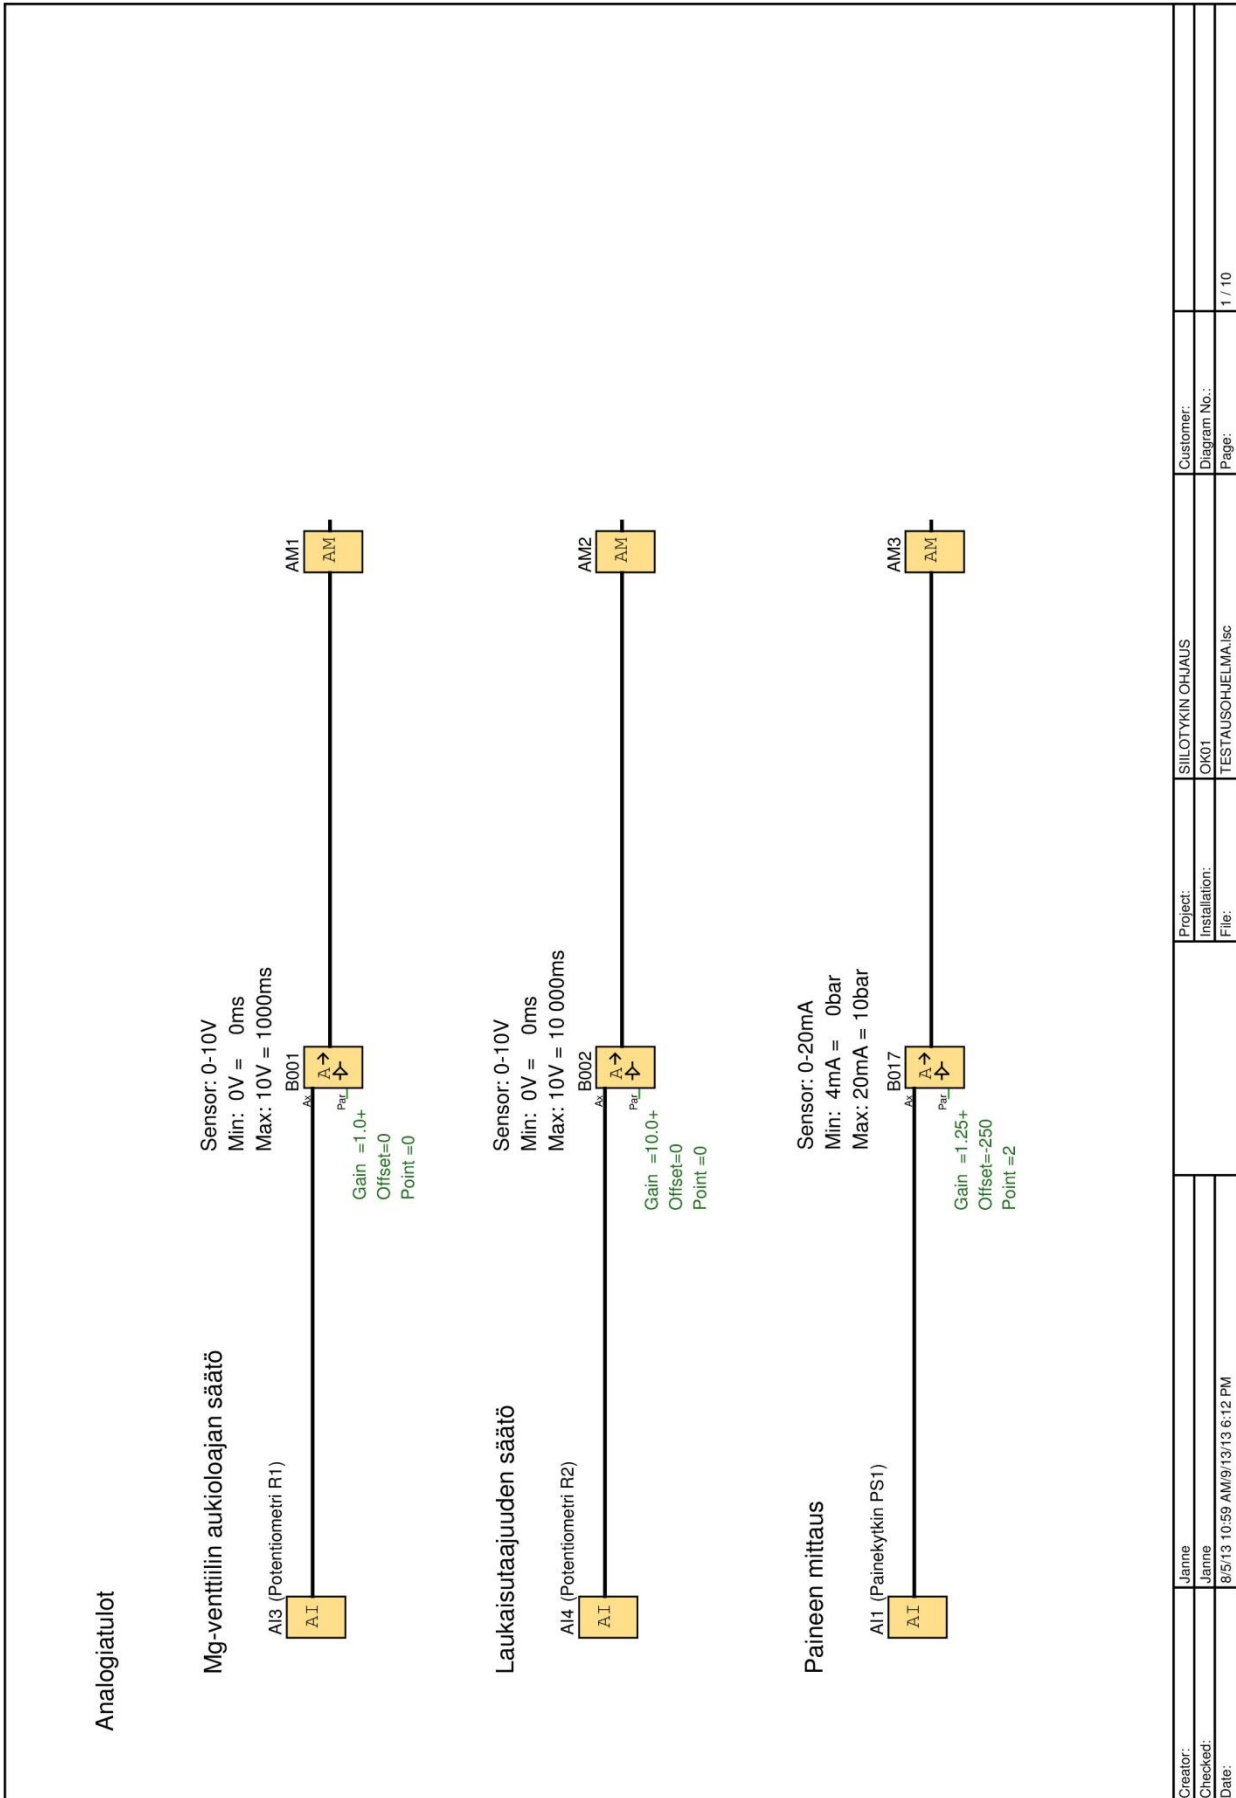 Analogiatulot
Mg-venttiilin aukioloajan säätö
Sensor: 0-10V
Min: 0V = 0ms
Max: 10V = 1000ms
AI3 (Potentiometri R1)
B001
AM1
AI
Ax
A→
AM
Par
Gain =1.0+
Offset=0
Point =0
Laukaisutaajuuden säätö
Sensor: 0-10V
Min: 0V = 0ms
Max: 10V = 10 000ms
AI4 (Potentiometri R2)
B002
AM2
AI
Ax
A→
AM
Par
Gain =10.0+
Offset=0
Point =0
Paineen mittaus
Sensor: 0-20mA
Min: 4mA = 0bar
Max: 20mA = 10bar
AI1 (Painekytkin PS1)
B017
AM3
AI
Ax
A→
AM
Par
Gain =1.25+
Offset=-250
Point =2
Creator: Janne Project: SIILOTYKIN OHJAUS Customer:
Checked: Janne Installation: OK01 Diagram No.:
Date: 8/5/13 10:59 AM/9/13/13 6:12 PM File: TESTAUSOHJELMA.lsc Page: 1 / 10